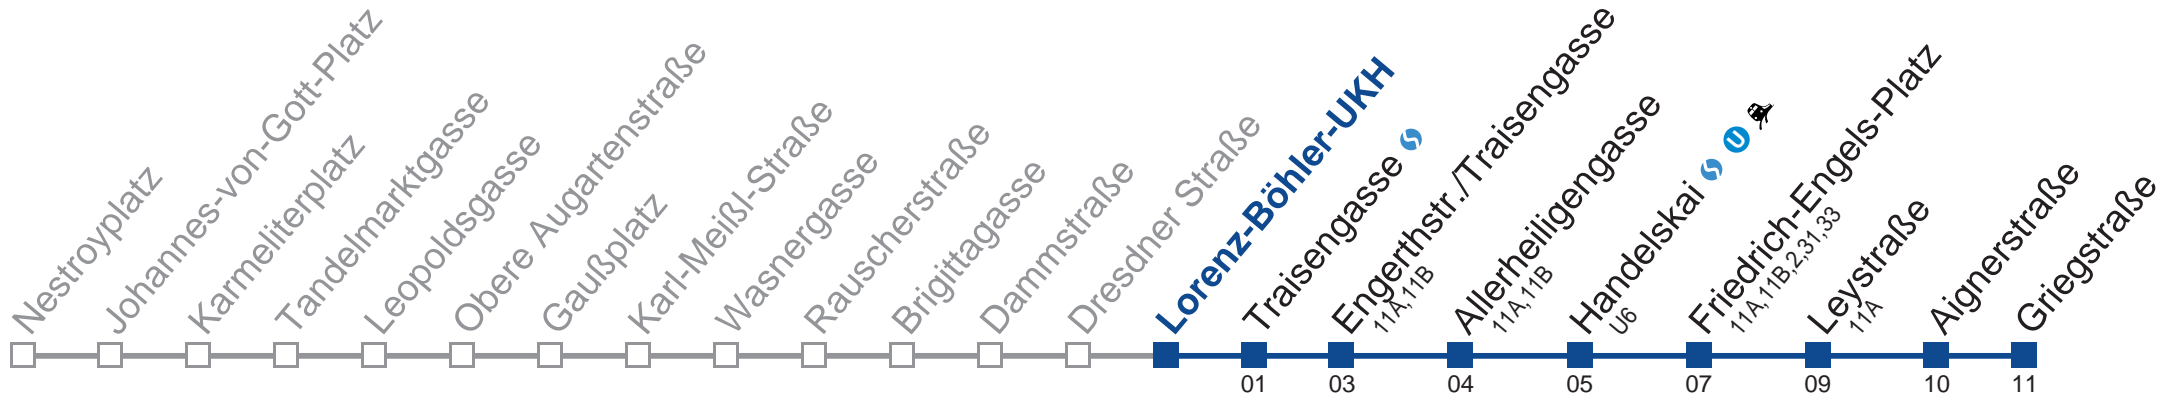 Nestroyplatz
Johannes-von-Gott-Platz
Karmeliterplatz
Tandelmarktgasse
Leopoldsgasse
Obere Augartenstraße
Gaußplatz
Karl-Meißl-Straße
Wasnergasse
Rauscherstraße
Brigittagasse
Dammstraße
Dresdner Straße
Lorenz-Böhler-UKH
Traisengasse S
Engerthstr./Traisengasse
11A,11B
Allerheiligengasse
11A,11B
Handelskai S U
U6
Friedrich-Engels-Platz
11A,11B,2,31,33
Leystraße
11A
Aignerstraße
Griegstraße
01 03 04 05 07 09 10 11